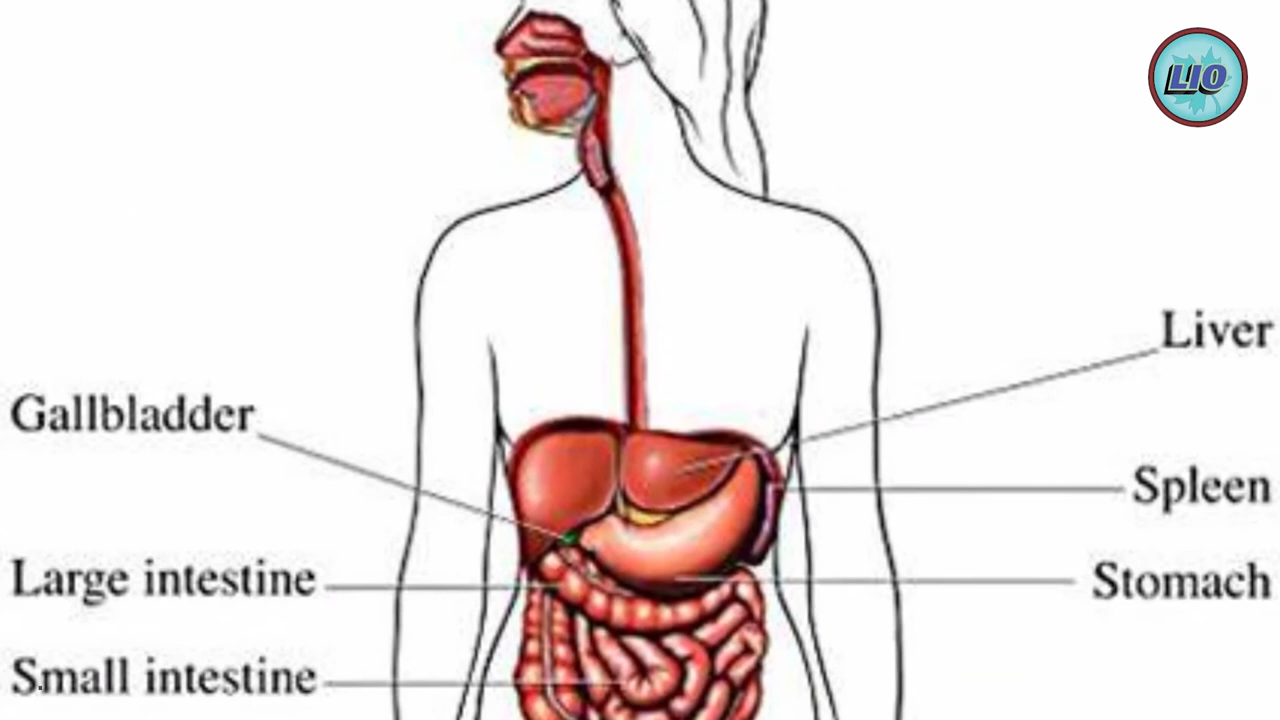 LIO
Liver
Gallbladder
Spleen
Large intestine
Stomach
Small intestine